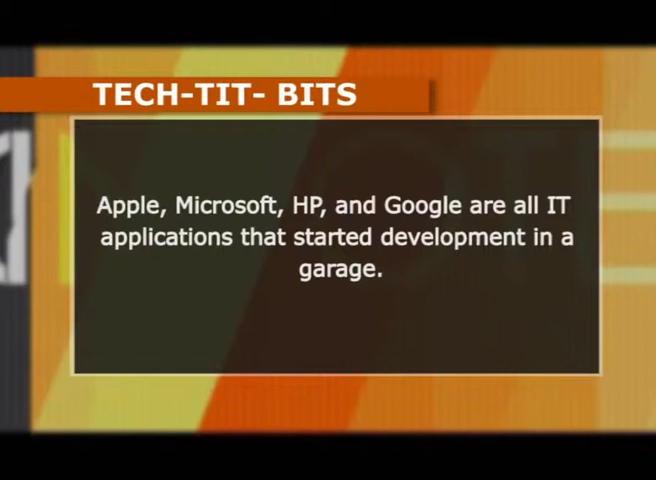 TECH-TIT- BITS
Apple, Microsoft, HP, and Google are all IT
applications that started development in a
garage.